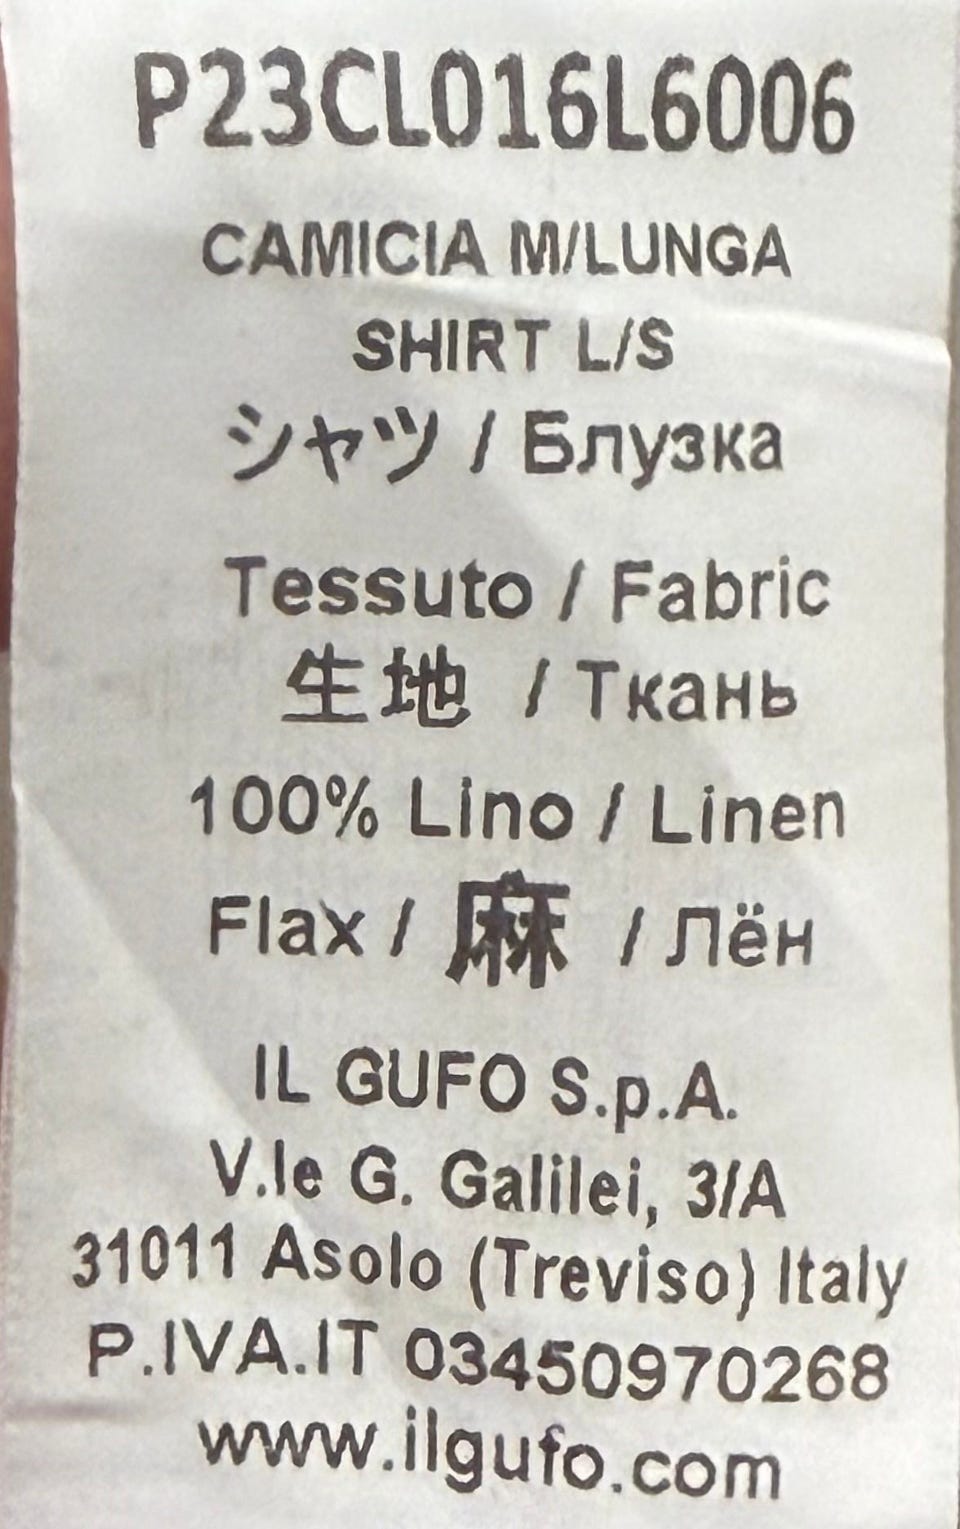 P23CL016L6006
CAMICIA M/LUNGA
SHIRT L/S
シャツ / Блузка
Tessuto / Fabric
生地 / Ткань
100% Lino / Linen
Flax / 麻 / Лён
IL GUFO S.p.A.
V.le G. Galilei, 3/A
31011 Asolo (Treviso) Italy
P.IVA.IT 03450970268
www.ilgufo.com